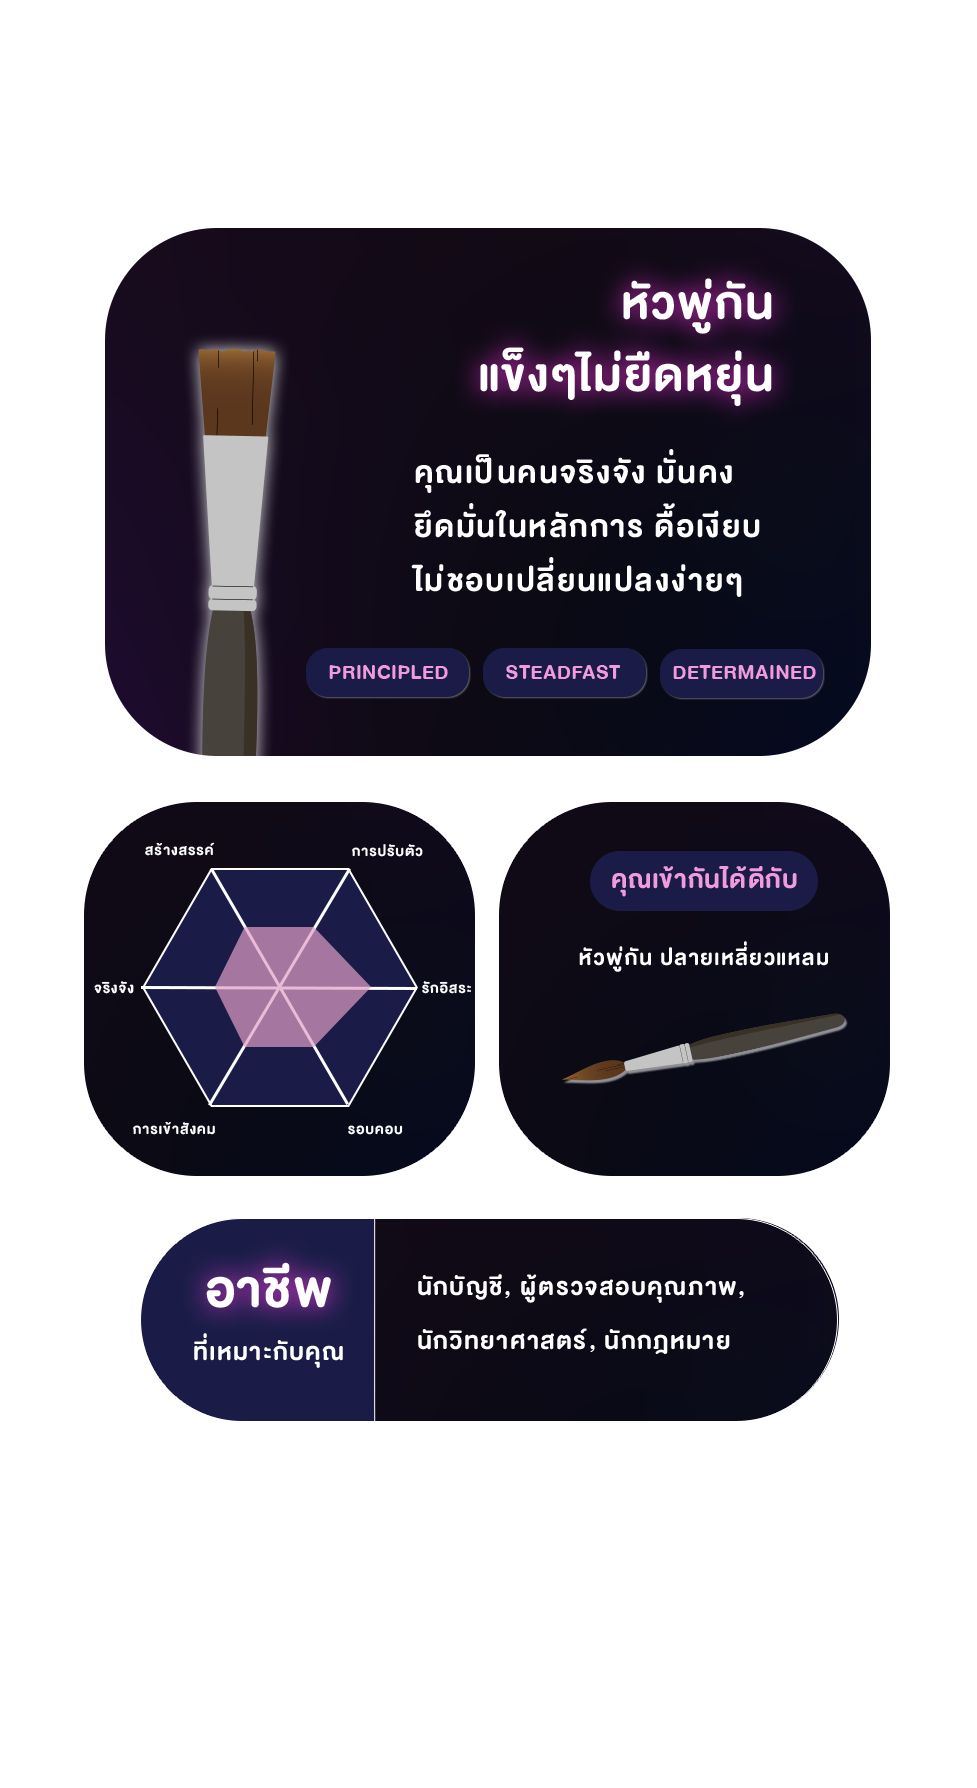 หัวพู่กัน
แข็งๆไม่ยืดหยุ่น
คุณเป็นคนจริงจัง มั่นคง
ยึดมั่นในหลักการ ดื้อเงียบ
ไม่ชอบเปลี่ยนแปลงง่ายๆ
PRINCIPLED STEADFAST DETERMAINED
สร้างสรรค์ การปรับตัว
จริงจัง รักอิสระ
การเข้าสังคม รอบคอบ
คุณเข้ากันได้ดีกับ
หัวพู่กัน ปลายเหลี่ยวแหลม
อาชีพ
ที่เหมาะกับคุณ
นักบัญชี, ผู้ตรวจสอบคุณภาพ,
นักวิทยาศาสตร์, นักกฎหมาย